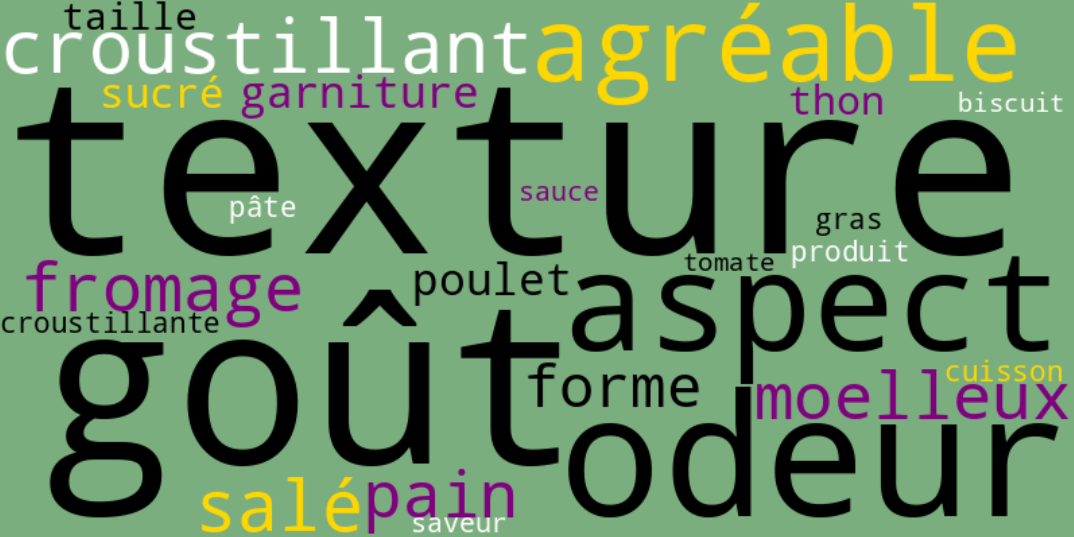 taille
croustillant agréable
sucré garniture thon biscuit
texture
sauce
pâte
gras
produit
tomate
fromage poulet aspect
croustillante
goût
forme cuisson
moelleux
odeur
salé pain
saveur